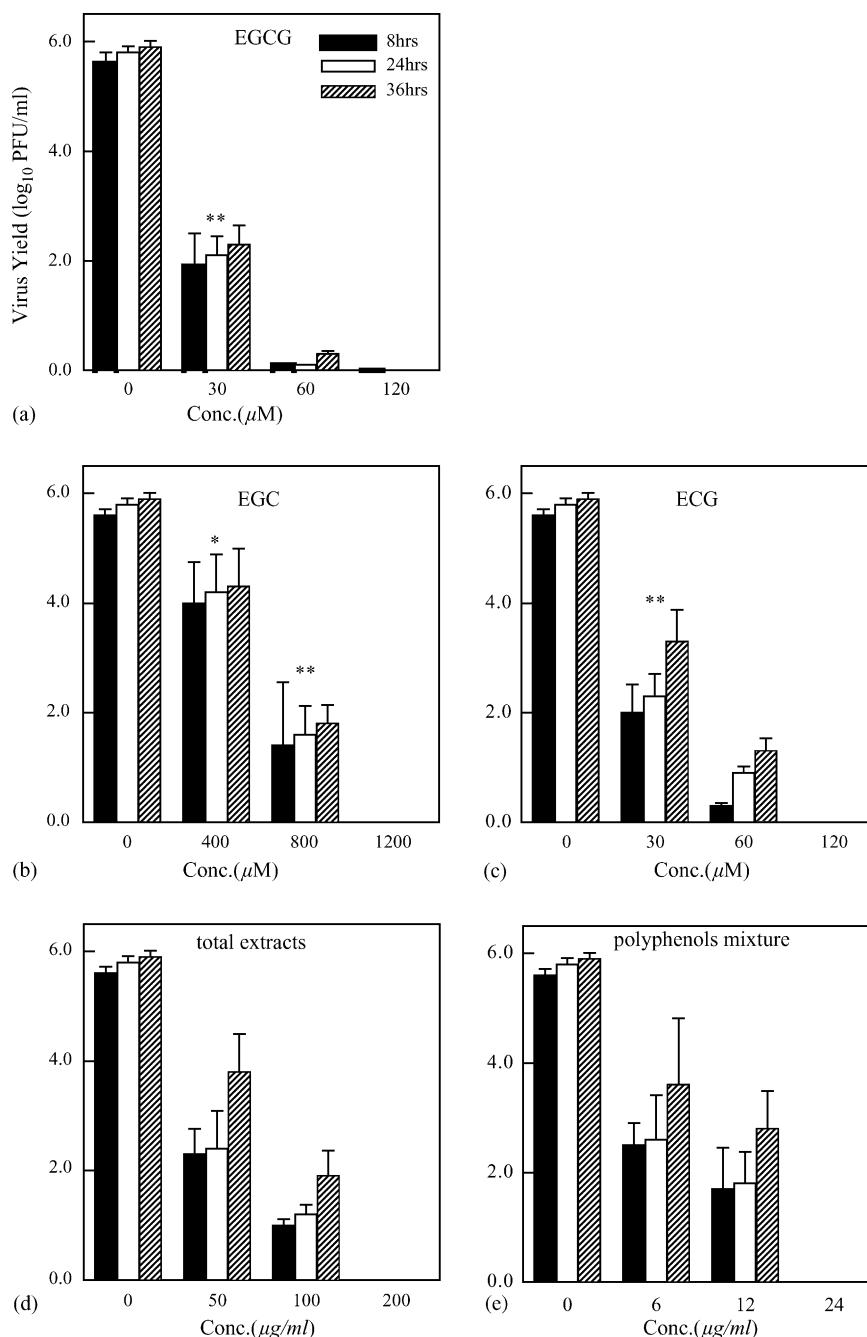 6.0
EGCG
8hrs
24hrs
36hrs
4.0
**
2.0
0.0
Virus Yield (log10 PFU/ml)
0 30 60 120
(a) Conc.(µM)
6.0
EGC
*
4.0
**
2.0
0.0
0 400 800 1200
(b) Conc.(µM)
6.0
ECG
4.0
**
2.0
0.0
0 30 60 120
(c) Conc.(µM)
total extracts
6.0
4.0
2.0
0.0
0 50 100 200
(d) Conc.(µg/ml)
polyphenols mixture
6.0
4.0
2.0
0.0
0 6 12 24
(e) Conc.(µg/ml)